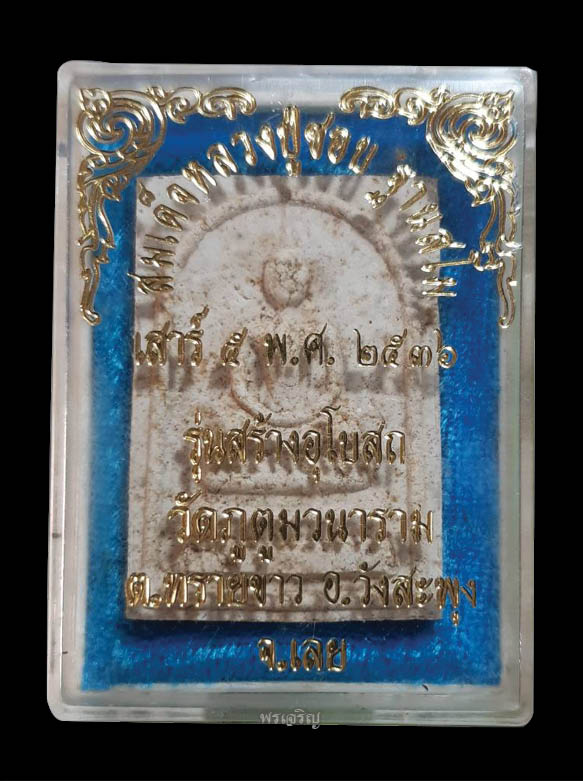 สมเด็จหลวงปู่ชอบ ฐานสโม
เสาร์ ๕ พ.ศ. ๒๕๓๖
รุ่นสร้างอุโบสถ
วัดภูตูมวนาราม
ต.ทรายขาว อ.วังสะพุง
จ.เลย
พรเจริญ